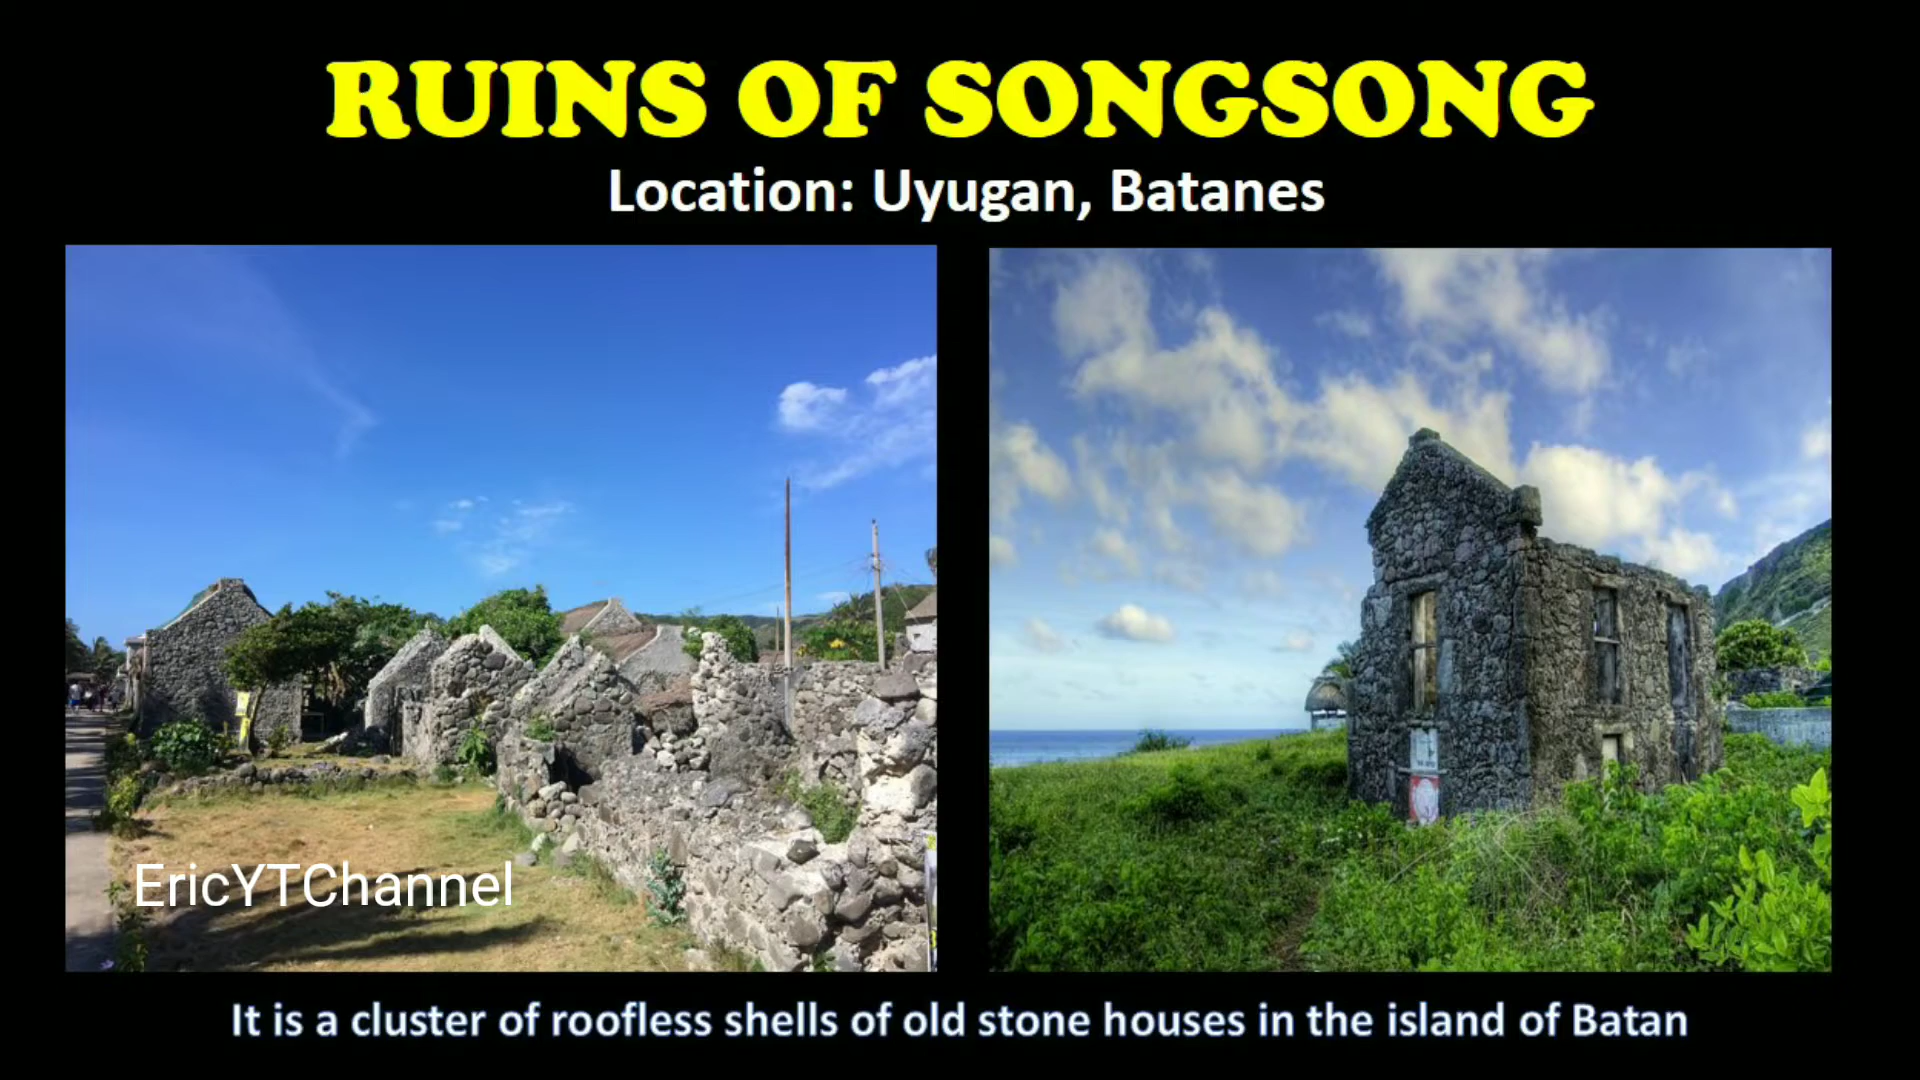 RUINS OF SONGSONG
Location: Uyugan, Batanes
EricYTChannel
It is a cluster of roofless shells of old stone houses in the island of Batan